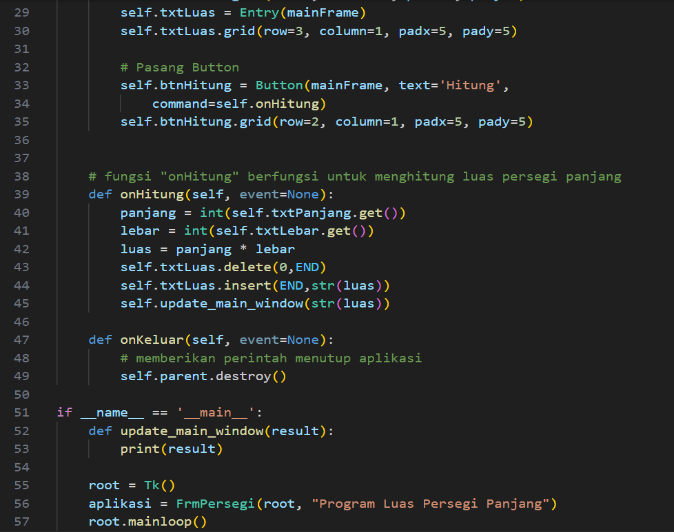 29 self.txtLuas = Entry(mainFrame)
30 self.txtLuas.grid(row=3, column=1, padx=5, pady=5)
31
32 # Pasang Button
33 self.btnHitung = Button(mainFrame, text='Hitung',
34 command=self.onHitung)
35 self.btnHitung.grid(row=2, column=1, padx=5, pady=5)
36
37
38 # fungsi "onHitung" berfungsi untuk menghitung luas persegi panjang
39 def onHitung(self, event=None):
40 panjang = int(self.txtPanjang.get())
41 lebar = int(self.txtLebar.get())
42 luas = panjang * lebar
43 self.txtLuas.delete(0,END)
44 self.txtLuas.insert(END,str(luas))
45 self.update_main_window(str(luas))
46
47 def onKeluar(self, event=None):
48 # memberikan perintah menutup aplikasi
49 self.parent.destroy()
50
51 if __name__ == '__main__':
52 def update_main_window(result):
53 print(result)
54
55 root = Tk()
56 aplikasi = FrmPersegi(root, "Program Luas Persegi Panjang")
57 root.mainloop()